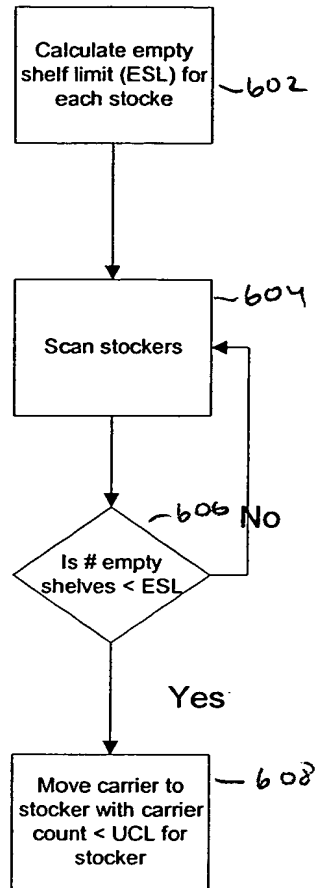 Calculate empty
shelf limit (ESL) for
each stocke
602
604
Scan stockers
606
No
Is # empty
shelves < ESL
Yes
Move carrier to
stocker with carrier
count < UCL for
stocker
608